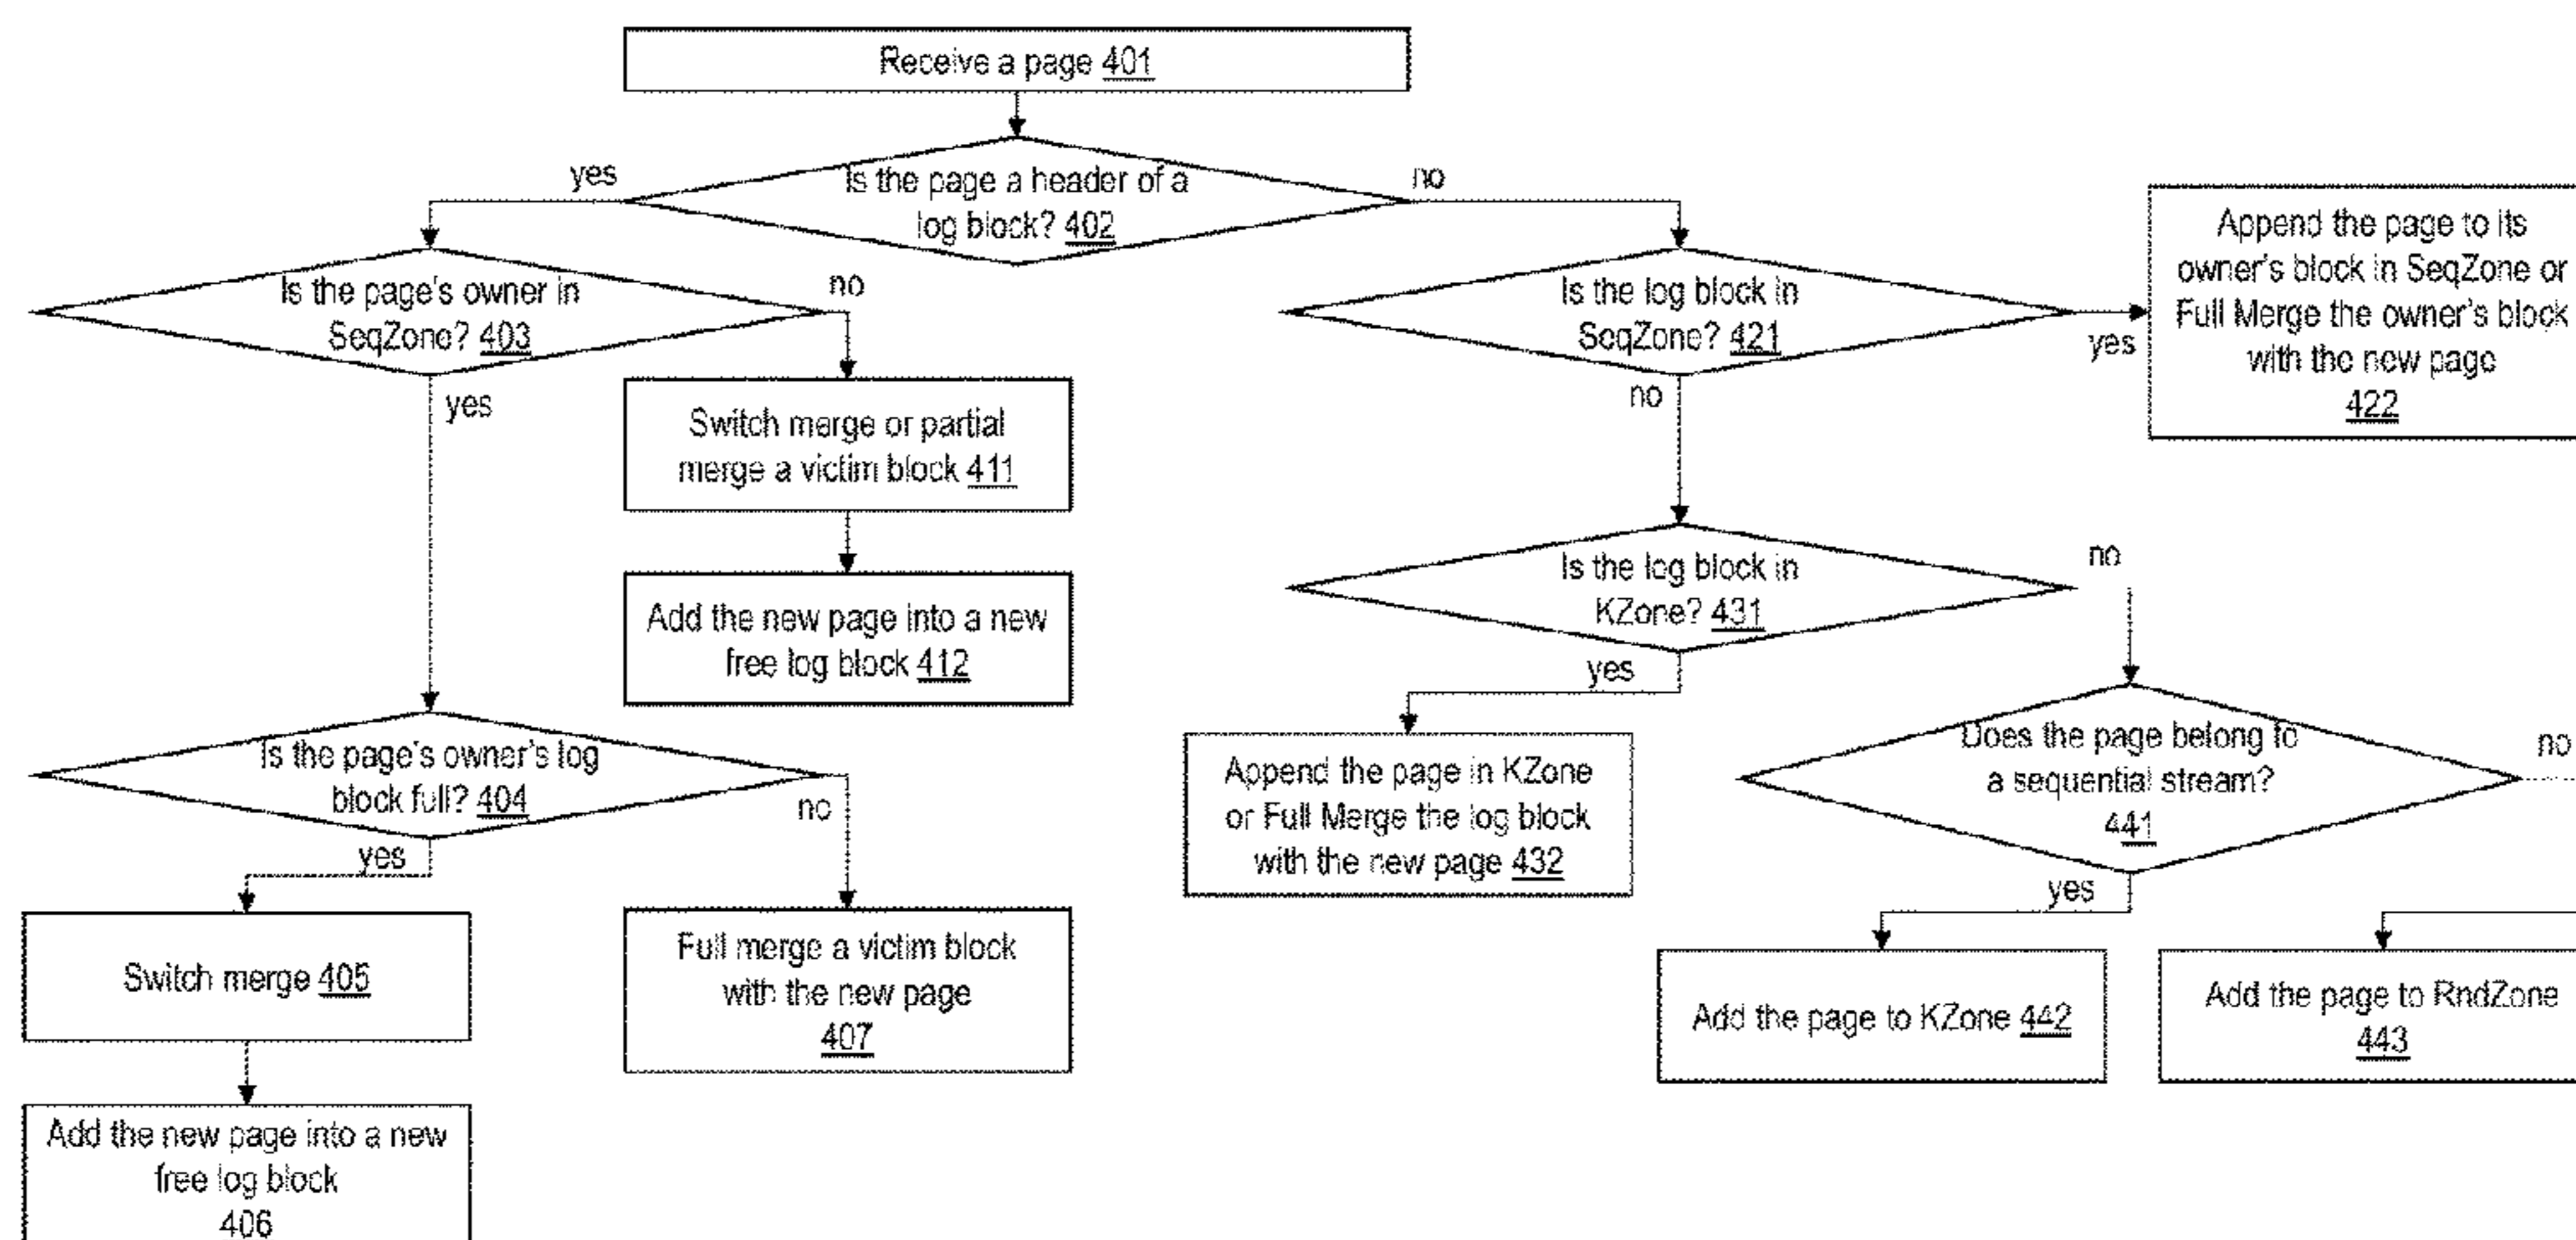 Receive a page 401
Is the page a header of a
log block? 402
yes
no
Is the page's owner in
SeqZone? 403
no
yes
Switch merge or partial
merge a victim block 411
Add the new page into a new
free log block 412
Is the page's owner's log
block full? 404
no
yes
Switch merge 405
Full merge a victim block
with the new page
407
Add the new page into a new
free log block
406
Is the log block in
SeqZone? 421
yes
no
Append the page to its
owner's block in SeqZone or
Full Merge the owner's block
with the new page
422
Is the log block in
KZone? 431
no
yes
Append the page in KZone
or Full Merge the log block
with the new page 432
Does the page belong to
a sequential stream?
441
no
yes
Add the page to KZone 442
Add the page to RndZone
443